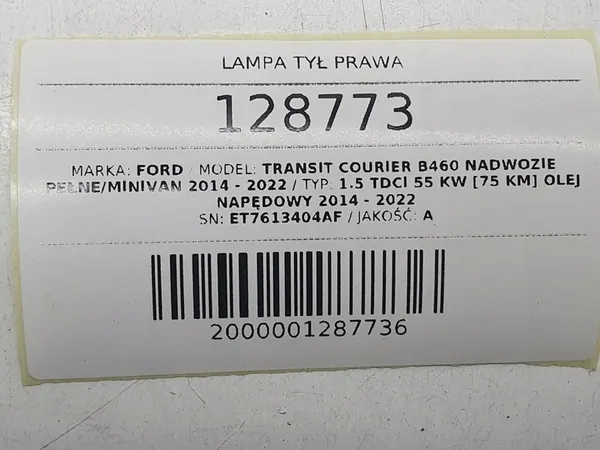 LAMPA TYŁ PRAWA
128773
MARKA: FORD / MODEL: TRANSIT COURIER B460 NADWOZIE
PEŁNE/MINIVAN 2014 - 2022 / TYP: 1.5 TDCI 55 KW [75 KM] OLEJ
NAPĘDOWY 2014 - 2022
SN: ET7613404AF / JAKOŚĆ: A
2000001287736